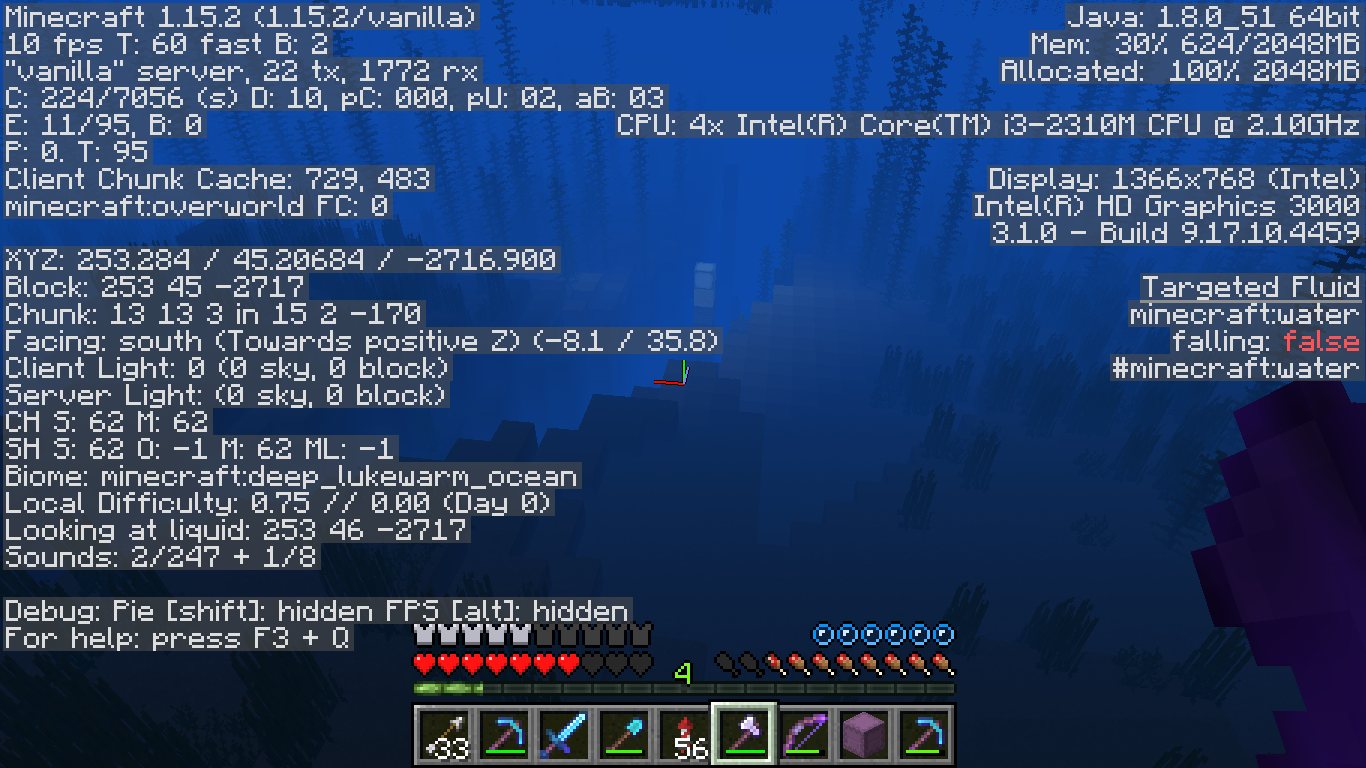 Minecraft 1.15.2 (1.15.2/vanilla)
10 fps T: 60 fast B: 2
"vanilla" server, 22 tx, 1772 rx
C: 224/7056 (s) D: 10, pC: 000, pU: 02, aB: 03
E: 11/95, B: 0
P: 0. T: 95
Client Chunk Cache: 729, 483
minecraft:overworld FC: 0
XYZ: 253.284 / 45.20684 / -2716.900
Block: 253 45 -2717
Chunk: 13 13 3 in 15 2 -170
Facing: south (Towards positive Z) (-8.1 / 35.8)
Client Light: 0 (0 sky, 0 block)
Server Light: (0 sky, 0 block)
CH S: 62 M: 62
SH S: 62 O: -1 M: 62 ML: -1
Biome: minecraft:deep_lukewarm_ocean
Local Difficulty: 0.75 // 0.00 (Day 0)
Looking at liquid: 253 46 -2717
Sounds: 2/247 + 1/8
Debug: Pie [shift]: hidden FPS [alt]: hidden
For help: press F3 + Q
Java: 1.8.0_51 64bit
Mem: 30% 624/2048MB
Allocated: 100% 2048MB
CPU: 4x Intel(R) Core(TM) i3-2310M CPU @ 2.10GHz
Display: 1366x768 (Intel)
Intel(R) HD Graphics 3000
3.1.0 - Build 9.17.10.4459
Targeted Fluid
minecraft:water
falling: false
#minecraft:water
4
33
56